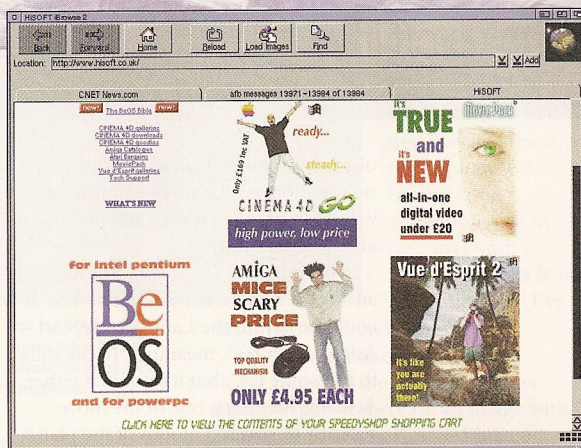 HiSOFT iBrowse 2
Back
Forward
Home
Reload
Load Images
Find
Location:
http://www.hisoft.co.uk/
Add
CNET News.com
afb messages 13971-13984 of 13984
HiSOFT
new!
The BeOS Bible
new!
CINEMA 4D galleries
CINEMA 4D downloads
CINEMA 4D goodies
Amiga Catalogue
Atari Bargains
MoviePack
Vue d'Esprit galleries
Tech Support
WHAT'S NEW
ready...
steady...
Only £169 inc VAT
CINEMA 4D GO
high power, low price
It's
TRUE
and
it's
NEW
MoviePack
all-in-one
digital video
under £20
for intel pentium
Be
OS
and for powerpc
AMIGA
MICE
SCARY
PRICE
TOP QUALITY
MECHANISM
ONLY £4.95 EACH
Vue d'Esprit 2
It's like
you are
actually
there!
CLICK HERE TO VIEW THE CONTENTS OF YOUR SPEEDYSHOP SHOPPING CART